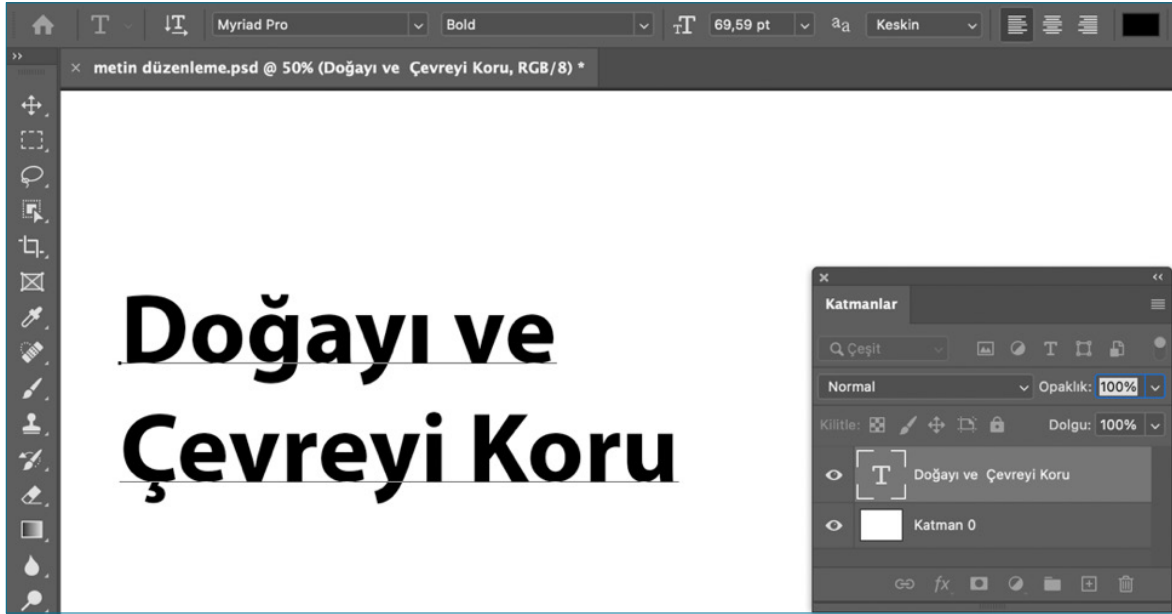 T
Myriad Pro
Bold
69,59 pt
Keskin
metin düzenleme.psd @ 50% (Doğayı ve  Çevreyi Koru, RGB/8) *
Doğayı ve
Çevreyi Koru
Katmanlar
Çeşit
Normal
Opaklık: 100%
Kilitle:
Dolgu: 100%
T Doğayı ve  Çevreyi Koru
Katman 0
fx